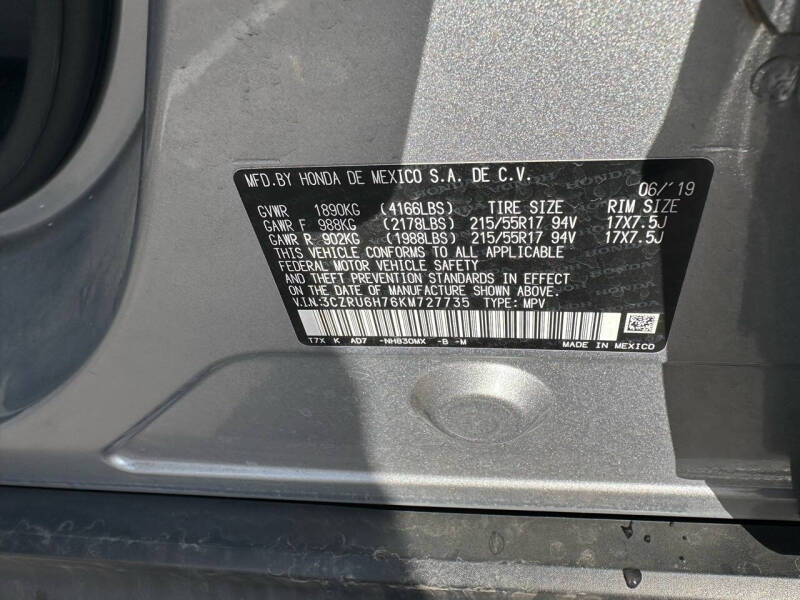 MFD.BY HONDA DE MEXICO S.A. DE C.V.
06/'19
GVWR 1890KG (4166LBS) TIRE SIZE RIM SIZE
GAWR F 988KG (2178LBS) 215/55R17 94V 17X7.5J
GAWR R 902KG (1988LBS) 215/55R17 94V 17X7.5J
THIS VEHICLE CONFORMS TO ALL APPLICABLE
FEDERAL MOTOR VEHICLE SAFETY
AND THEFT PREVENTION STANDARDS IN EFFECT ON
THE DATE OF MANUFACTURE SHOWN ABOVE.
V.I.N:3CZRU6H76KM727735 TYPE: MPV
T7X K AD7 -NH830MX -B -M MADE IN MEXICO